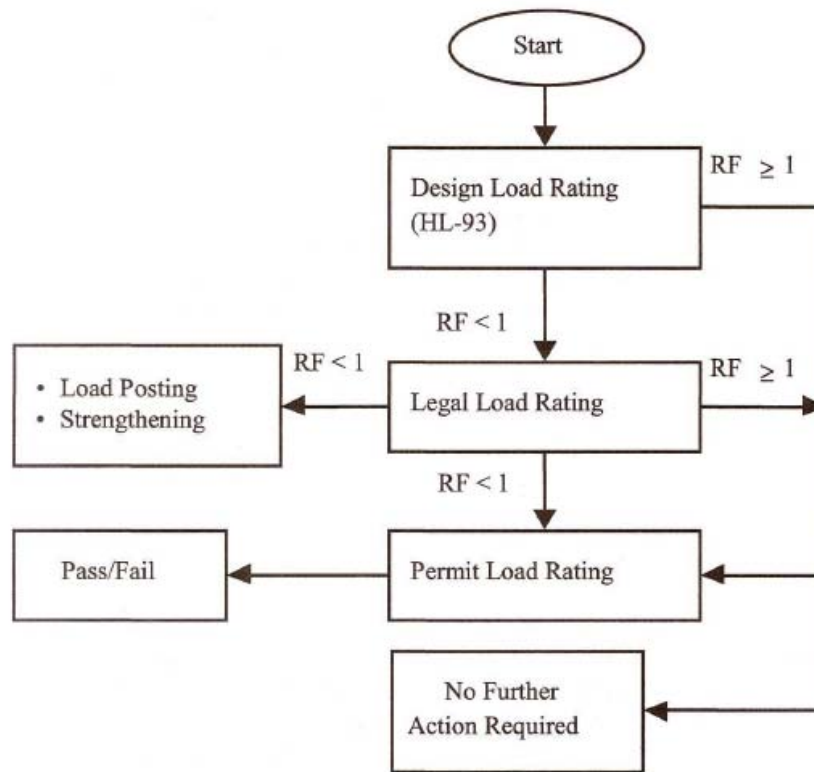 Start
RF ≥ 1
Design Load Rating
(HL-93)
RF < 1
RF < 1
RF ≥ 1
• Load Posting
• Strengthening
Legal Load Rating
RF < 1
Pass/Fail
Permit Load Rating
No Further
Action Required